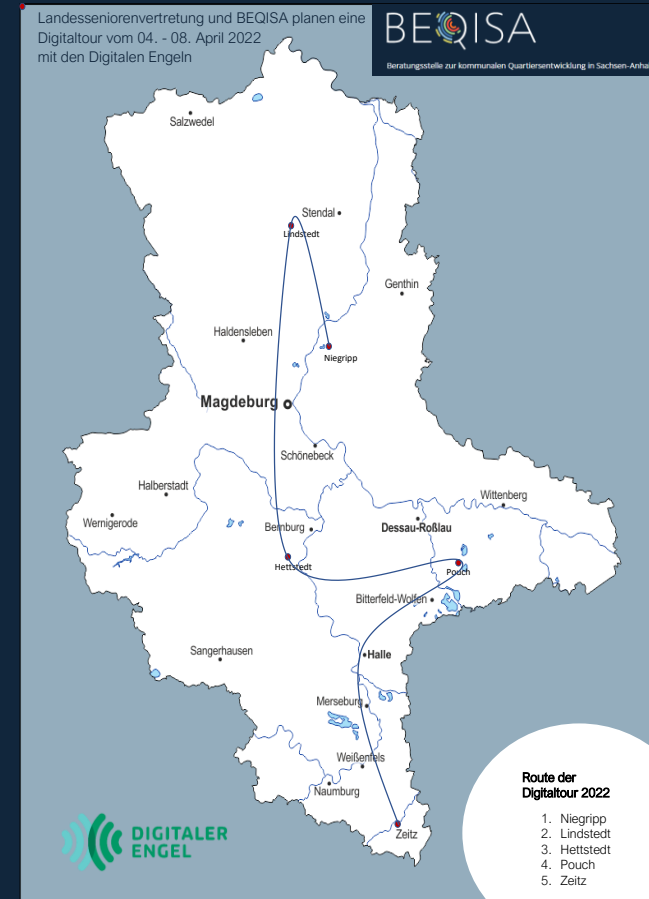 Landesseniorenvertretung und BEQISA planen eine
Digitaltour vom 04. - 08. April 2022
mit den Digitalen Engeln
BEQISA
Beratungsstelle zur kommunalen Quartiersentwicklung in Sachsen-Anhal
Salzwedel
Stendal
Lindstedt
Genthin
Haldensleben
Niegripp
Magdeburg
Schönebeck
Halberstadt
Wittenberg
Wernigerode
Bernburg
Dessau-Roßlau
Hettstedt
Pouch
Bitterfeld-Wolfen
Sangerhausen
Halle
Merseburg
Weißenfels
Naumburg
Zeitz
DIGITALER
ENGEL
Route der
Digitaltour 2022
1. Niegripp
2. Lindstedt
3. Hettstedt
4. Pouch
5. Zeitz